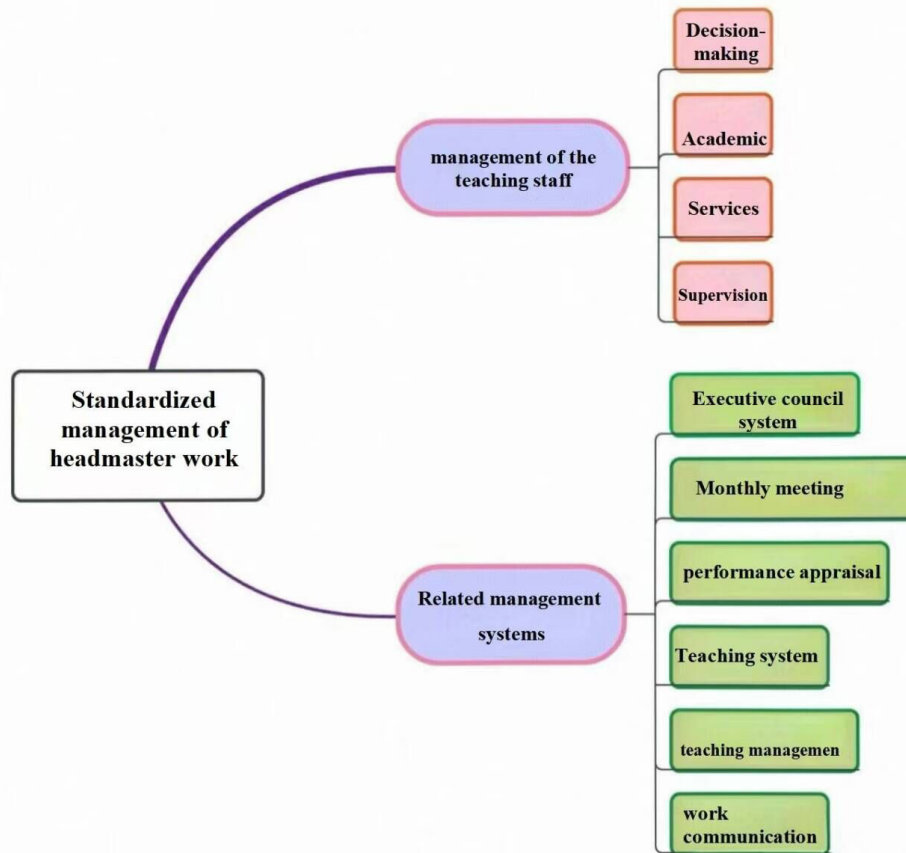 Decision-
making
Academic
Services
Supervision
management of the
teaching staff
Standardized
management of
headmaster work
Related management
systems
Executive council
system
Monthly meeting
performance appraisal
Teaching system
teaching managemen
work
communication